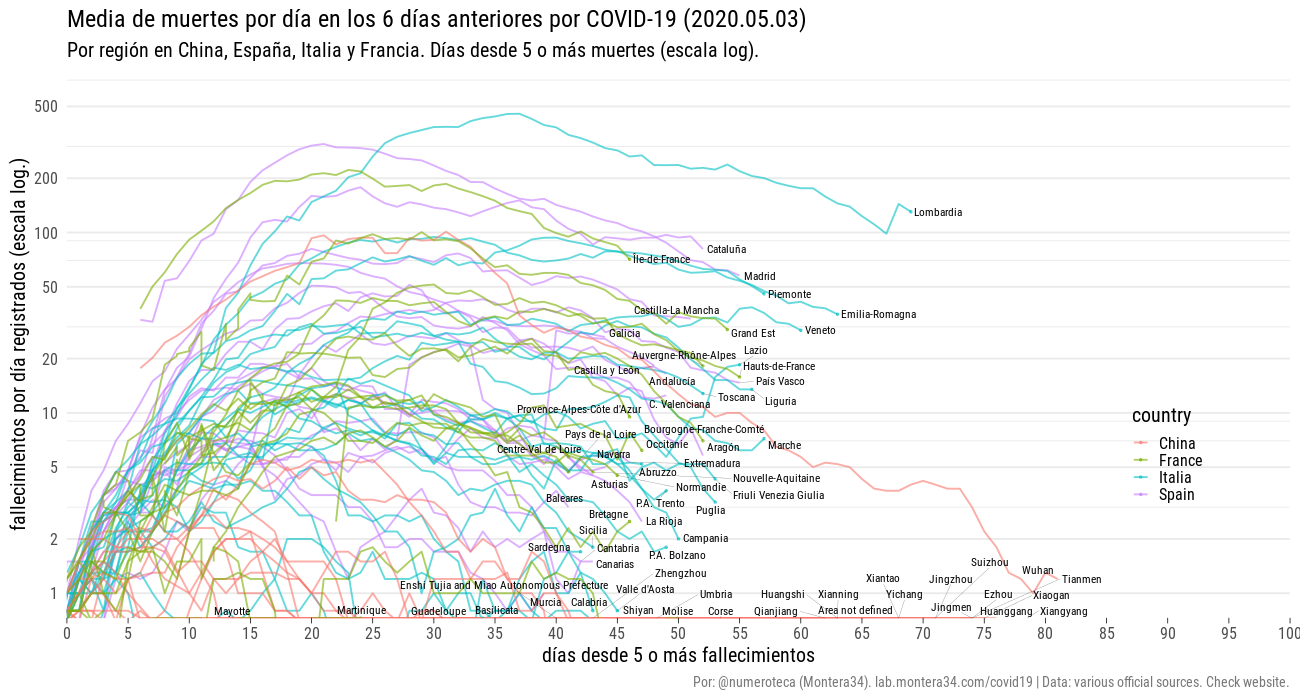 Media de muertes por día en los 6 días anteriores por COVID-19 (2020.05.03)
Por región en China, España, Italia y Francia. Días desde 5 o más muertes (escala log).
fallecimientos por día registrados (escala log.)
500
200
100
50
20
10
5
2
1
Lombardia
Cataluña
Ile-de-France
Madrid
Piemonte
Castilla-La Mancha
Emilia-Romagna
Galicia
Grand Est
Veneto
Lazio
Auvergne-Rhône-Alpes
Hauts-de-France
Castilla y León
Andalucía
País Vasco
Toscana
Liguria
C. Valenciana
Provence-Alpes-Côte d'Azur
Pays de la Loire
Bourgogne-Franche-Comté
Centre-Val de Loire
Navarra
Occitanie
Aragón
Marche
Extremadura
Abruzzo
Nouvelle-Aquitaine
Asturias
Normandie
Friuli Venezia Giulia
Baleares
P.A. Trento
Puglia
Bretagne
La Rioja
Sicilia
Campania
Sardegna
Cantabria
P.A. Bolzano
Canarias
Zhengzhou
Suizhou
Wuhan
Enshi Tujia and Miao Autonomous Prefecture
Valle d'Aosta
Xiantao
Jingzhou
Tianmen
Umbria
Huangshi
Xianning
Yichang
Ezhou
Xiaogan
Murcia
Calabria
Mayotte
Martinique
Guadeloupe
Basilicata
Shiyan
Molise
Corse
Qianjiang
Area not defined
Jingmen
Huanggang
Xiangyang
country
China
France
Italia
Spain
0 5 10 15 20 25 30 35 40 45 50 55 60 65 70 75 80 85 90 95 100
días desde 5 o más fallecimientos
Por: @numeroteca (Montera34). lab.montera34.com/covid19 | Data: various official sources. Check website.